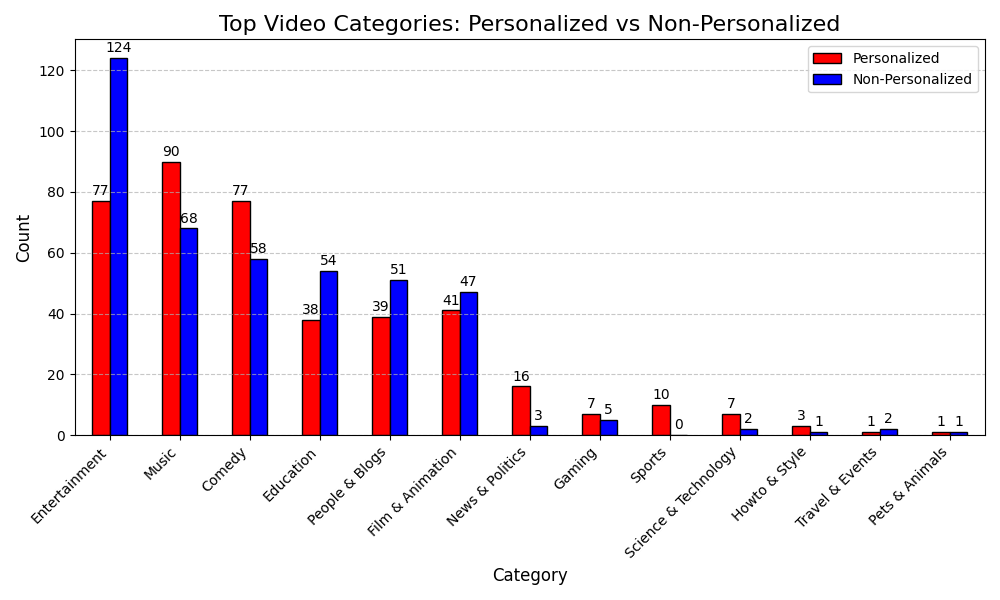 Top Video Categories: Personalized vs Non-Personalized
Personalized
Non-Personalized
Count
120
100
80
60
40
20
0
77
124
90
68
77
58
38
54
39
51
41
47
16
3
7
5
10
0
7
2
3
1
1
2
1
1
Entertainment
Music
Comedy
Education
People & Blogs
Film & Animation
News & Politics
Gaming
Sports
Science & Technology
Howto & Style
Travel & Events
Pets & Animals
Category